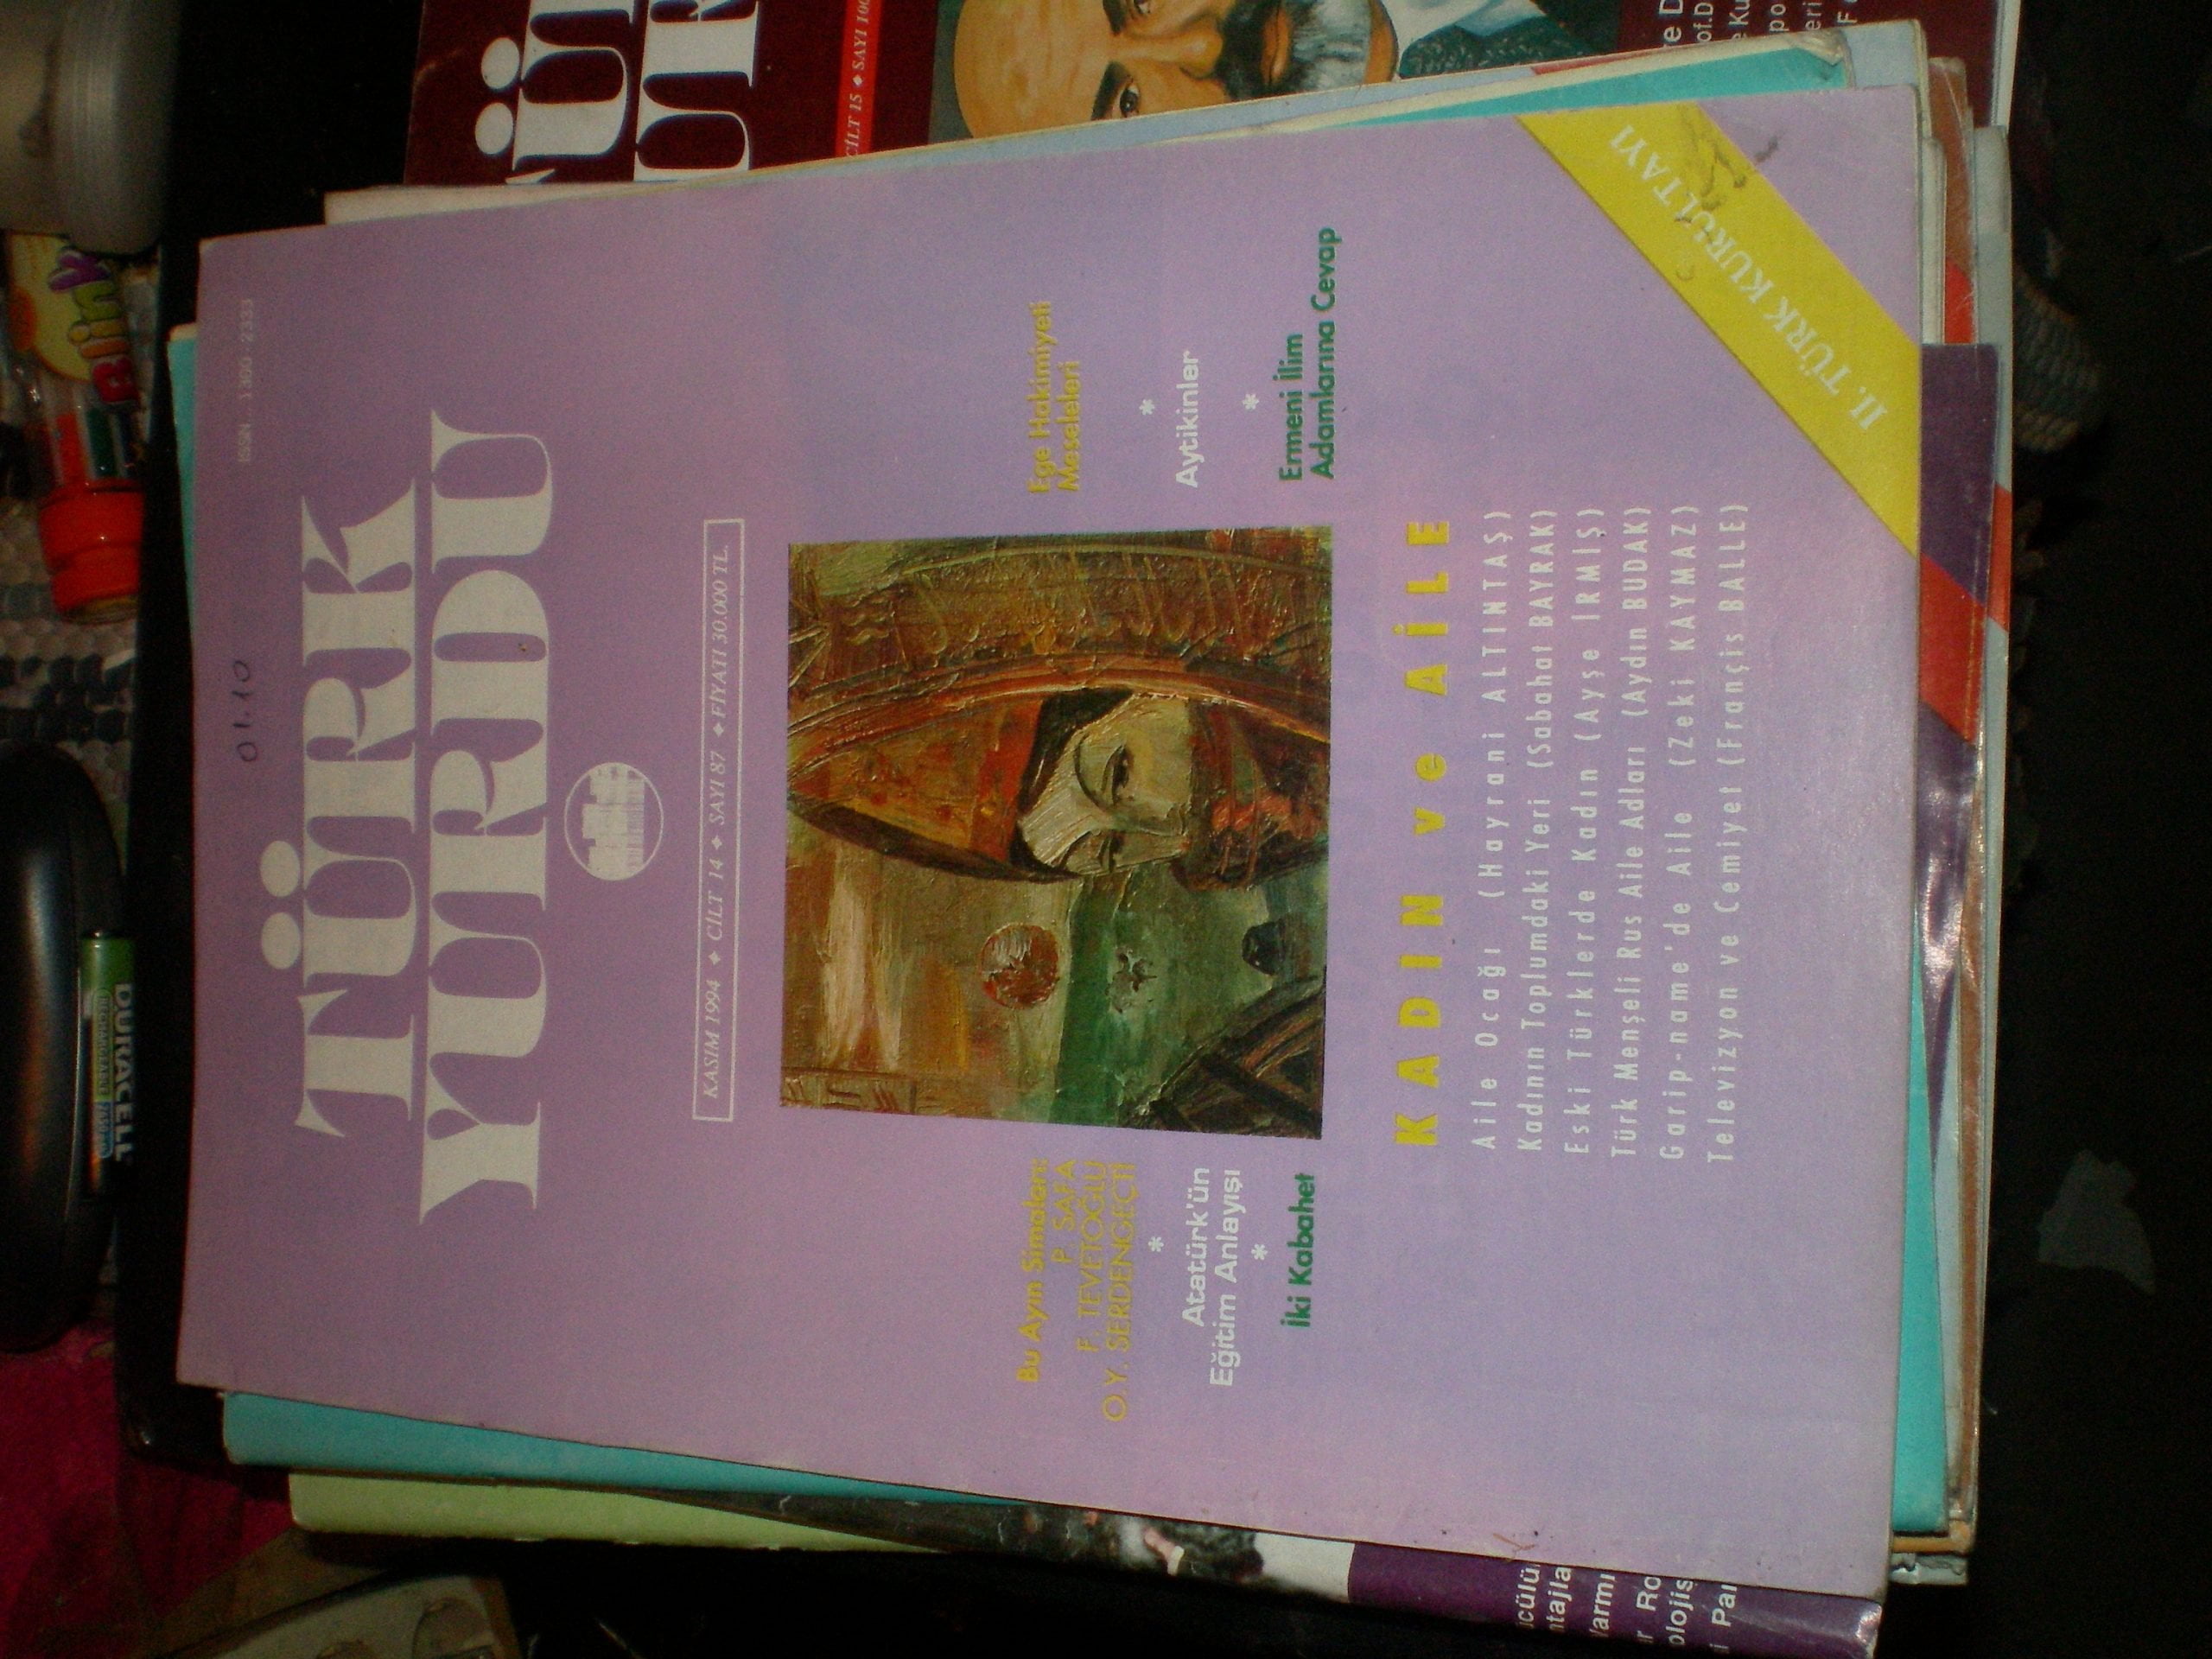 ISSN: 1300-2333
01.10
TÜRK
YURDU
KASIM 1994 ♦ CİLT 14 ♦ SAYI 87 ♦ FİYATI 30.000 TL.
Bu Ayın Simaları:
P. SAFA
F. TEVETOĞLU
O.Y. SERDENGEÇTİ
*
Atatürk'ün
Eğitim Anlayışı
*
İki Kabahet
Ege Hakimiyeti
Meseleleri
*
Aytikinler
*
Ermeni İlim
Adamlarına Cevap
KADIN ve AİLE
Aile Ocağı (Hayrani ALTINTAŞ)
Kadının Toplumdaki Yeri (Sabahat BAYRAK)
Eski Türklerde Kadın (Ayşe İRMİŞ)
Türk Menşeli Rus Aile Adları (Aydın BUDAK)
Garip-name'de Aile (Zeki KAYMAZ)
Televizyon ve Cemiyet (Françis BALLE)
II. TÜRK KURULTAYI
CİLT 15 ♦ SAYI 100
Bliny
DURACELL
RECHARGEABLE